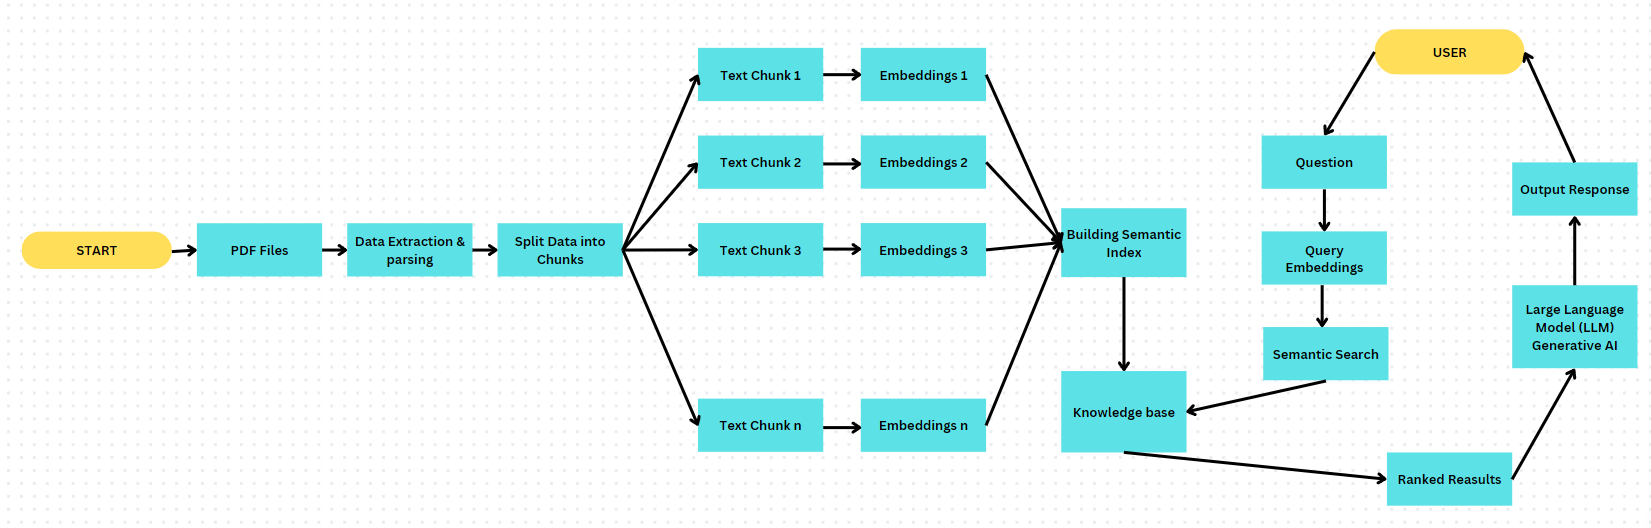 START
PDF Files
Data Extraction &
parsing
Split Data into
Chunks
Text Chunk 1
Embeddings 1
Text Chunk 2
Embeddings 2
Text Chunk 3
Embeddings 3
Text Chunk n
Embeddings n
Building Semantic
Index
Knowledge base
USER
Question
Query
Embeddings
Semantic Search
Ranked Reasults
Large Language
Model (LLM)
Generative AI
Output Response